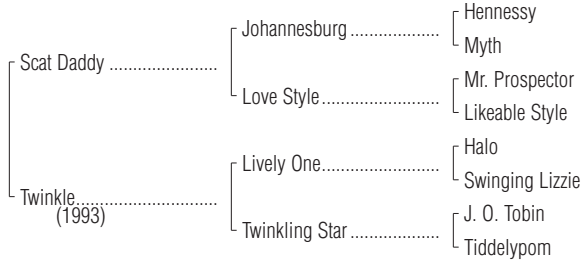 Hennessy
Johannesburg ....................
Myth
Scat Daddy ........................
Mr. Prospector
Love Style..........................
Likeable Style
Halo
Lively One..........................
Swinging Lizzie
Twinkle................................
(1993)
J. O. Tobin
Twinkling Star ....................
Tiddelypom